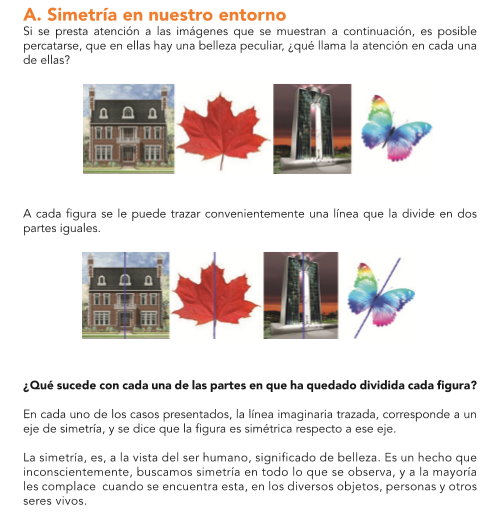 A. Simetría en nuestro entorno
Si se presta atención a las imágenes que se muestran a continuación, es posible
percatarse, que en ellas hay una belleza peculiar, ¿qué llama la atención en cada una
de ellas?
A cada figura se le puede trazar convenientemente una línea que la divide en dos
partes iguales.
¿Qué sucede con cada una de las partes en que ha quedado dividida cada figura?
En cada uno de los casos presentados, la línea imaginaria trazada, corresponde a un
eje de simetría, y se dice que la figura es simétrica respecto a ese eje.
La simetría, es, a la vista del ser humano, significado de belleza. Es un hecho que
inconscientemente, buscamos simetría en todo lo que se observa, y a la mayoría
les complace cuando se encuentra esta, en los diversos objetos, personas y otros
seres vivos.